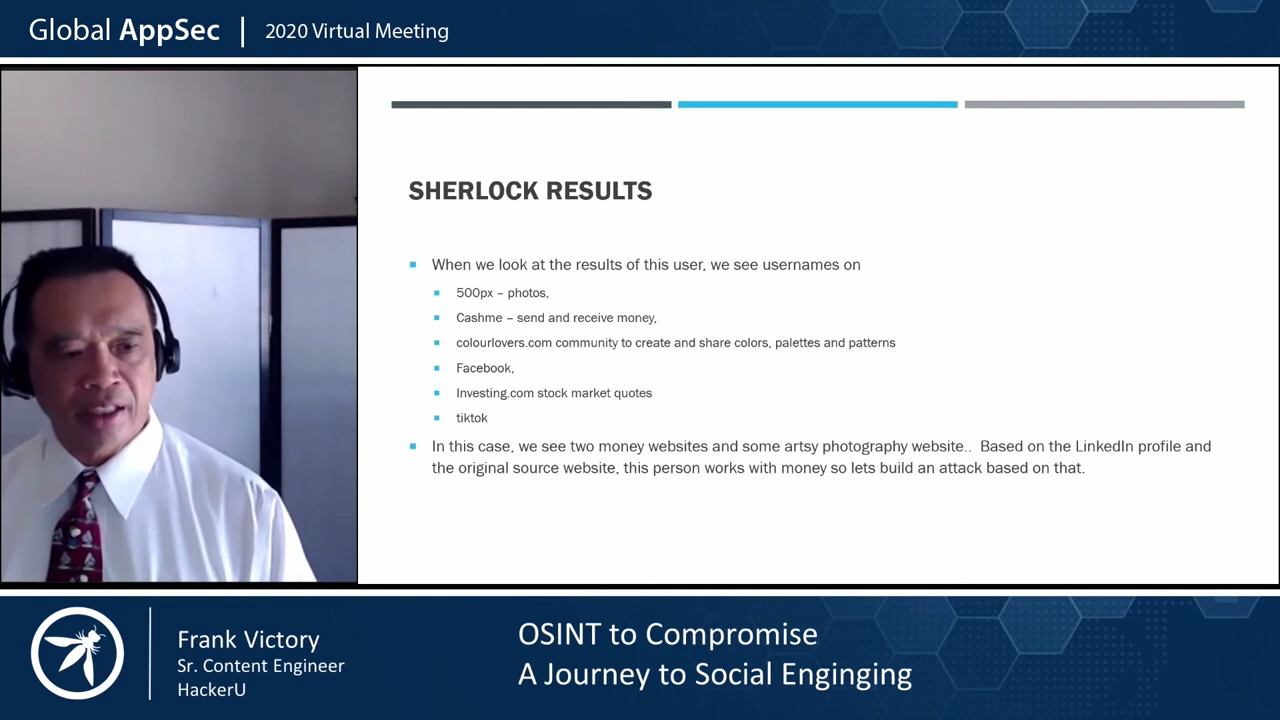 Global AppSec | 2020 Virtual Meeting
SHERLOCK RESULTS
When we look at the results of this user, we see usernames on
500px – photos,
Cashme – send and receive money,
colourlovers.com community to create and share colors, palettes and patterns
Facebook,
Investing.com stock market quotes
tiktok
In this case, we see two money websites and some artsy photography website.. Based on the LinkedIn profile and
the original source website, this person works with money so lets build an attack based on that.
Frank Victory
Sr. Content Engineer
HackerU
OSINT to Compromise
A Journey to Social Enginging